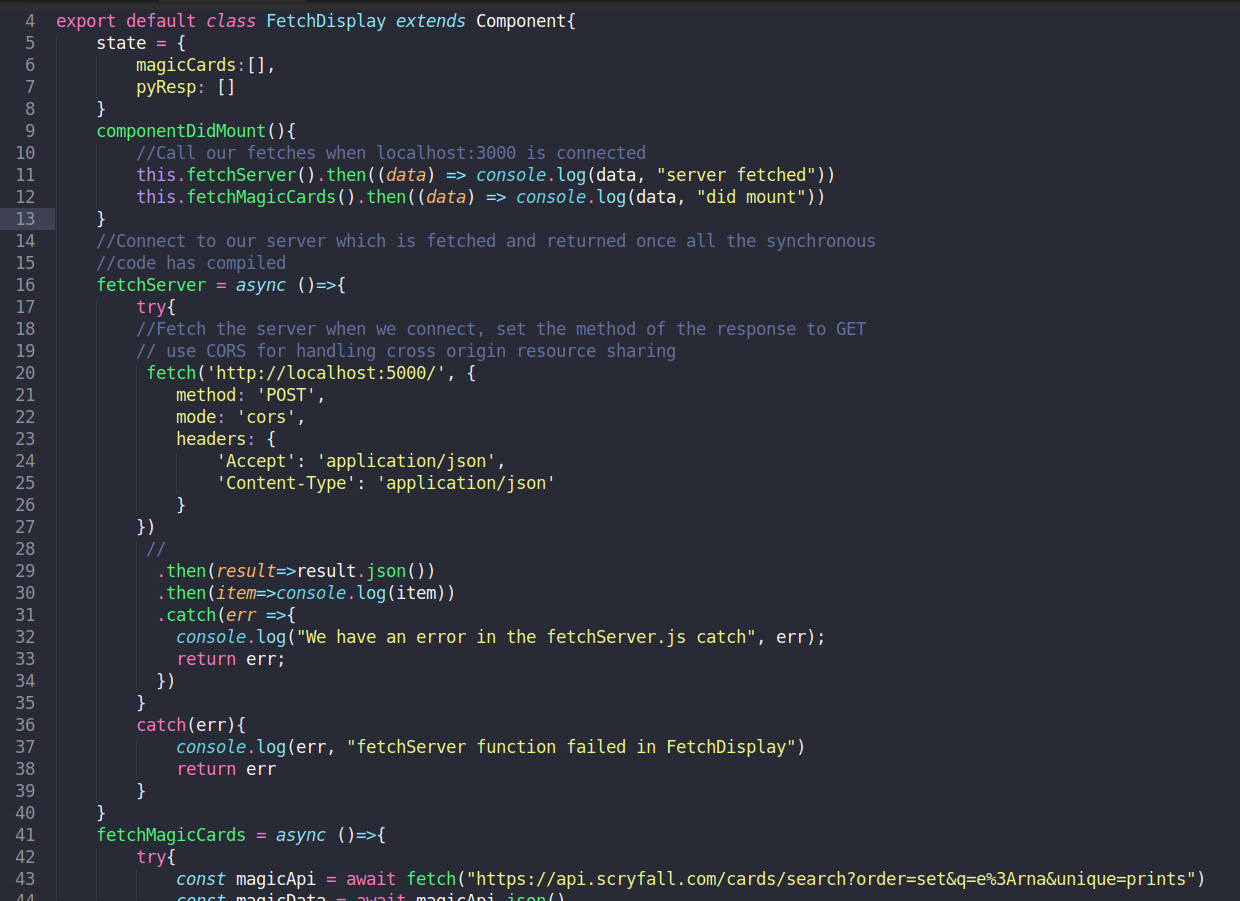 4 export default class FetchDisplay extends Component{
5 state = {
6 magicCards:[],
7 pyResp: []
8 }
9 componentDidMount(){
10 //Call our fetches when localhost:3000 is connected
11 this.fetchServer().then((data) => console.log(data, "server fetched"))
12 this.fetchMagicCards().then((data) => console.log(data, "did mount"))
13 }
14 //Connect to our server which is fetched and returned once all the synchronous
15 //code has compiled
16 fetchServer = async ()=>{
17 try{
18 //Fetch the server when we connect, set the method of the response to GET
19 // use CORS for handling cross origin resource sharing
20 fetch('http://localhost:5000/', {
21 method: 'POST',
22 mode: 'cors',
23 headers: {
24 'Accept': 'application/json',
25 'Content-Type': 'application/json'
26 }
27 })
28 //
29 .then(result=>result.json())
30 .then(item=>console.log(item))
31 .catch(err =>{
32 console.log("We have an error in the fetchServer.js catch", err);
33 return err;
34 })
35 }
36 catch(err){
37 console.log(err, "fetchServer function failed in FetchDisplay")
38 return err
39 }
40 }
41 fetchMagicCards = async ()=>{
42 try{
43 const magicApi = await fetch("https://api.scryfall.com/cards/search?order=set&q=e%3Arna&unique=prints")
44 const magicData = await magicApi.json()